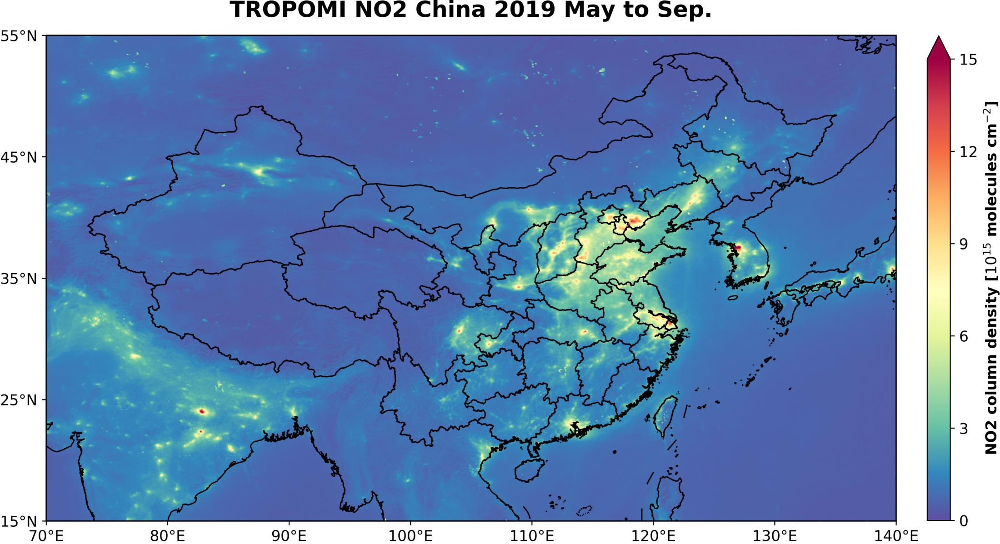 TROPOMI NO2 China 2019 May to Sep.
55°N
45°N
35°N
25°N
15°N
70°E 80°E 90°E 100°E 110°E 120°E 130°E 140°E
15
12
9
6
3
0
NO2 column density [10¹⁵ molecules cm⁻²]